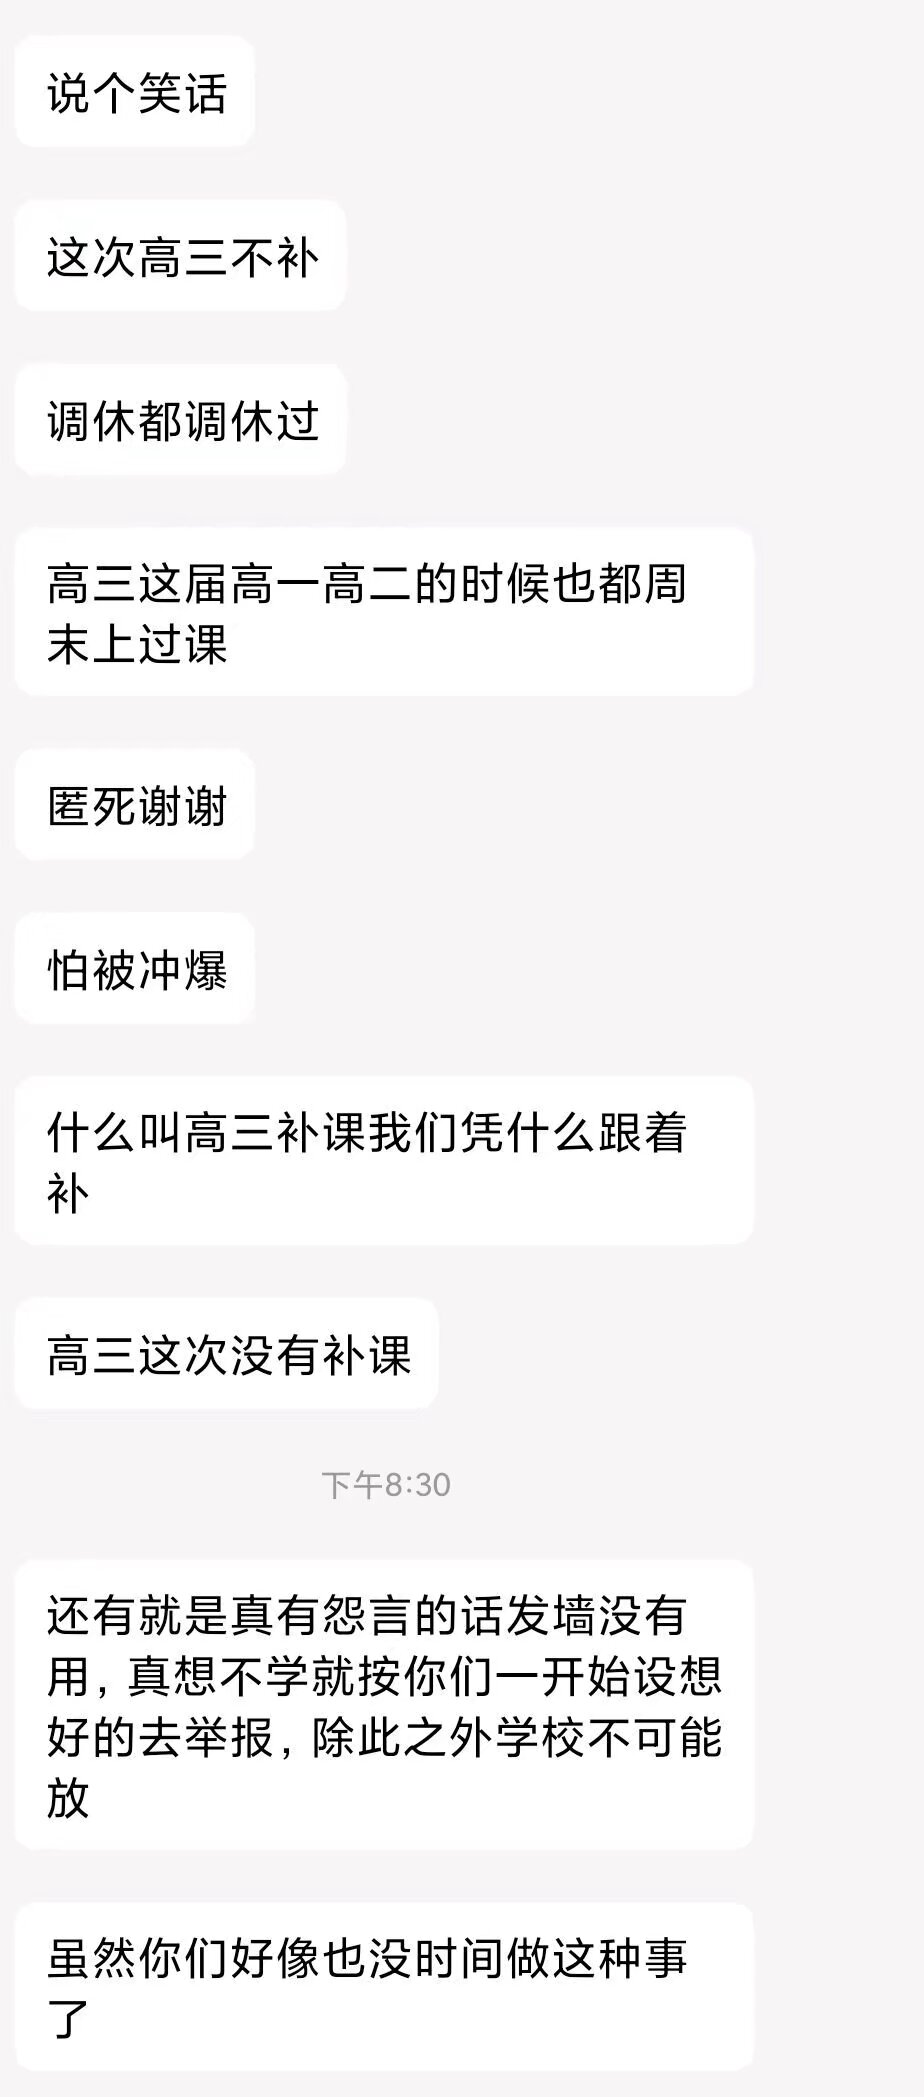 说个笑话
这次高三不补
调休都调休过
高三这届高一高二的时候也都周
末上过课
匿死谢谢
怕被冲爆
什么叫高三补课我们凭什么跟着
补
高三这次没有补课
下午8:30
还有就是真有怨言的话发墙没有
用，真想不学就按你们一开始设想
好的去举报，除此之外学校不可能
放
虽然你们好像也没时间做这种事
了